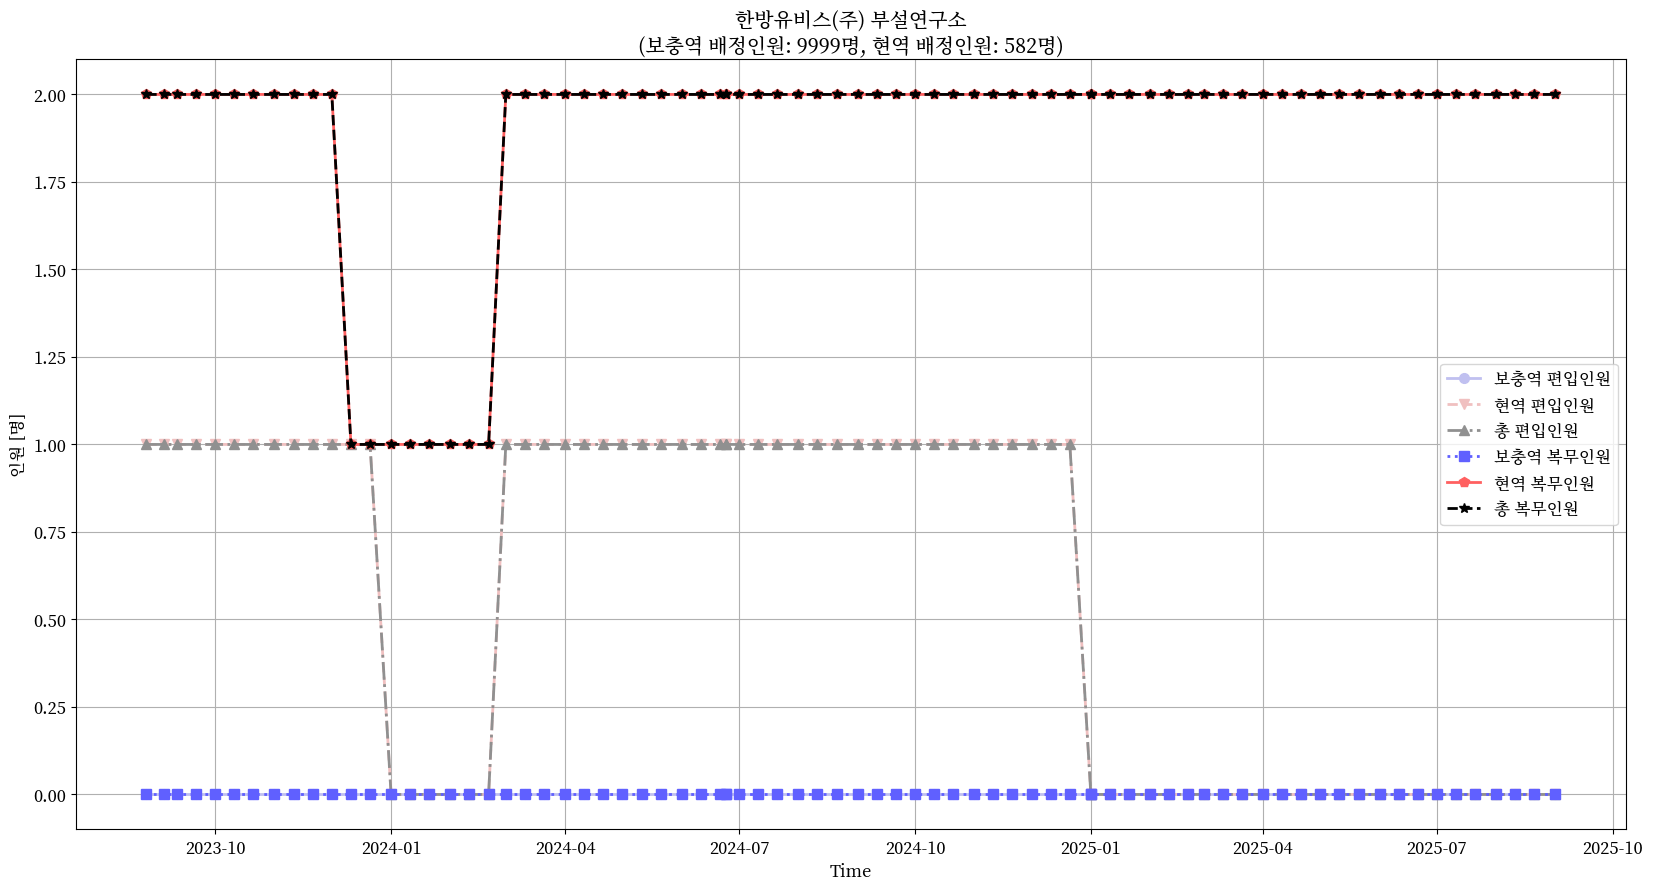 한방유비스(주) 부설연구소
(보충역 배정인원: 9999명, 현역 배정인원: 582명)
2.00
1.75
1.50
1.25
1.00
0.75
0.50
0.25
0.00
인원 [명]
보충역 편입인원
현역 편입인원
총 편입인원
보충역 복무인원
현역 복무인원
총 복무인원
2023-10
2024-01
2024-04
2024-07
2024-10
2025-01
2025-04
2025-07
2025-10
Time